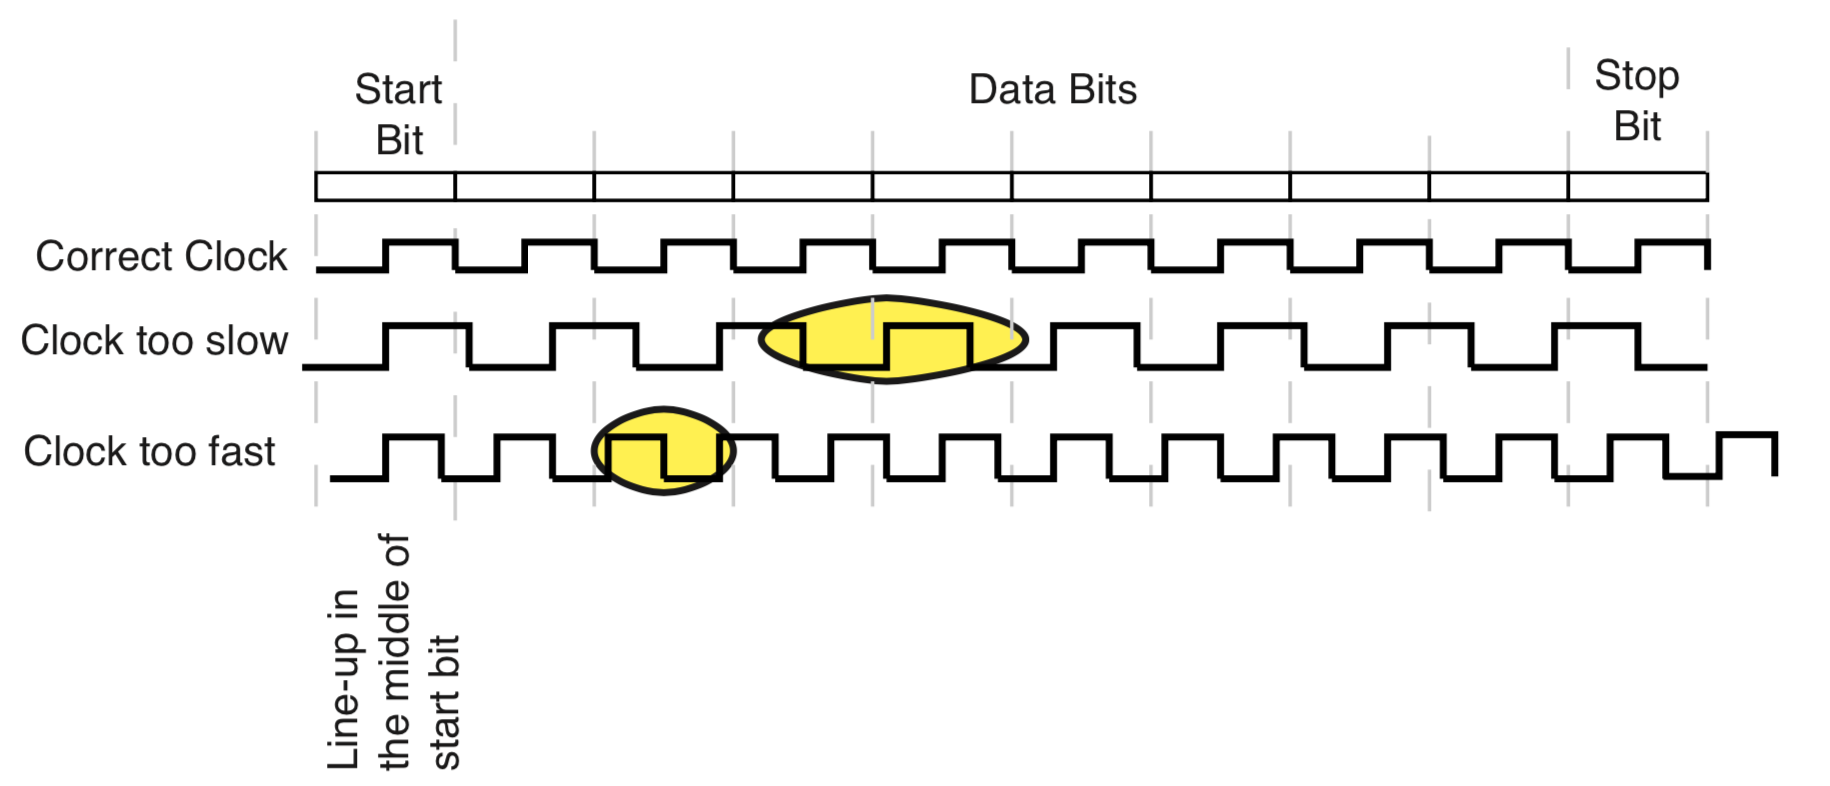 Start
Bit
Data Bits
Stop
Bit
Correct Clock
Clock too slow
Clock too fast
Line-up in
the middle of
start bit